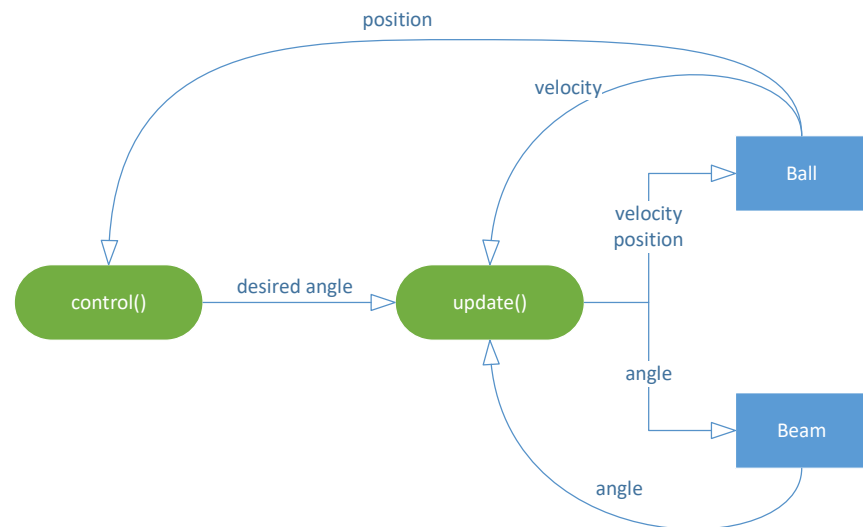 position
velocity
Ball
velocity
position
control()
desired angle
update()
angle
Beam
angle